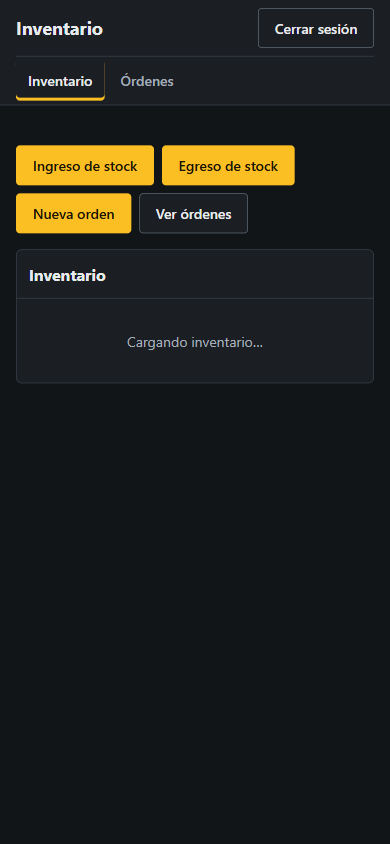 Inventario
Cerrar sesión
Inventario
Órdenes
Ingreso de stock
Egreso de stock
Nueva orden
Ver órdenes
Inventario
Cargando inventario...